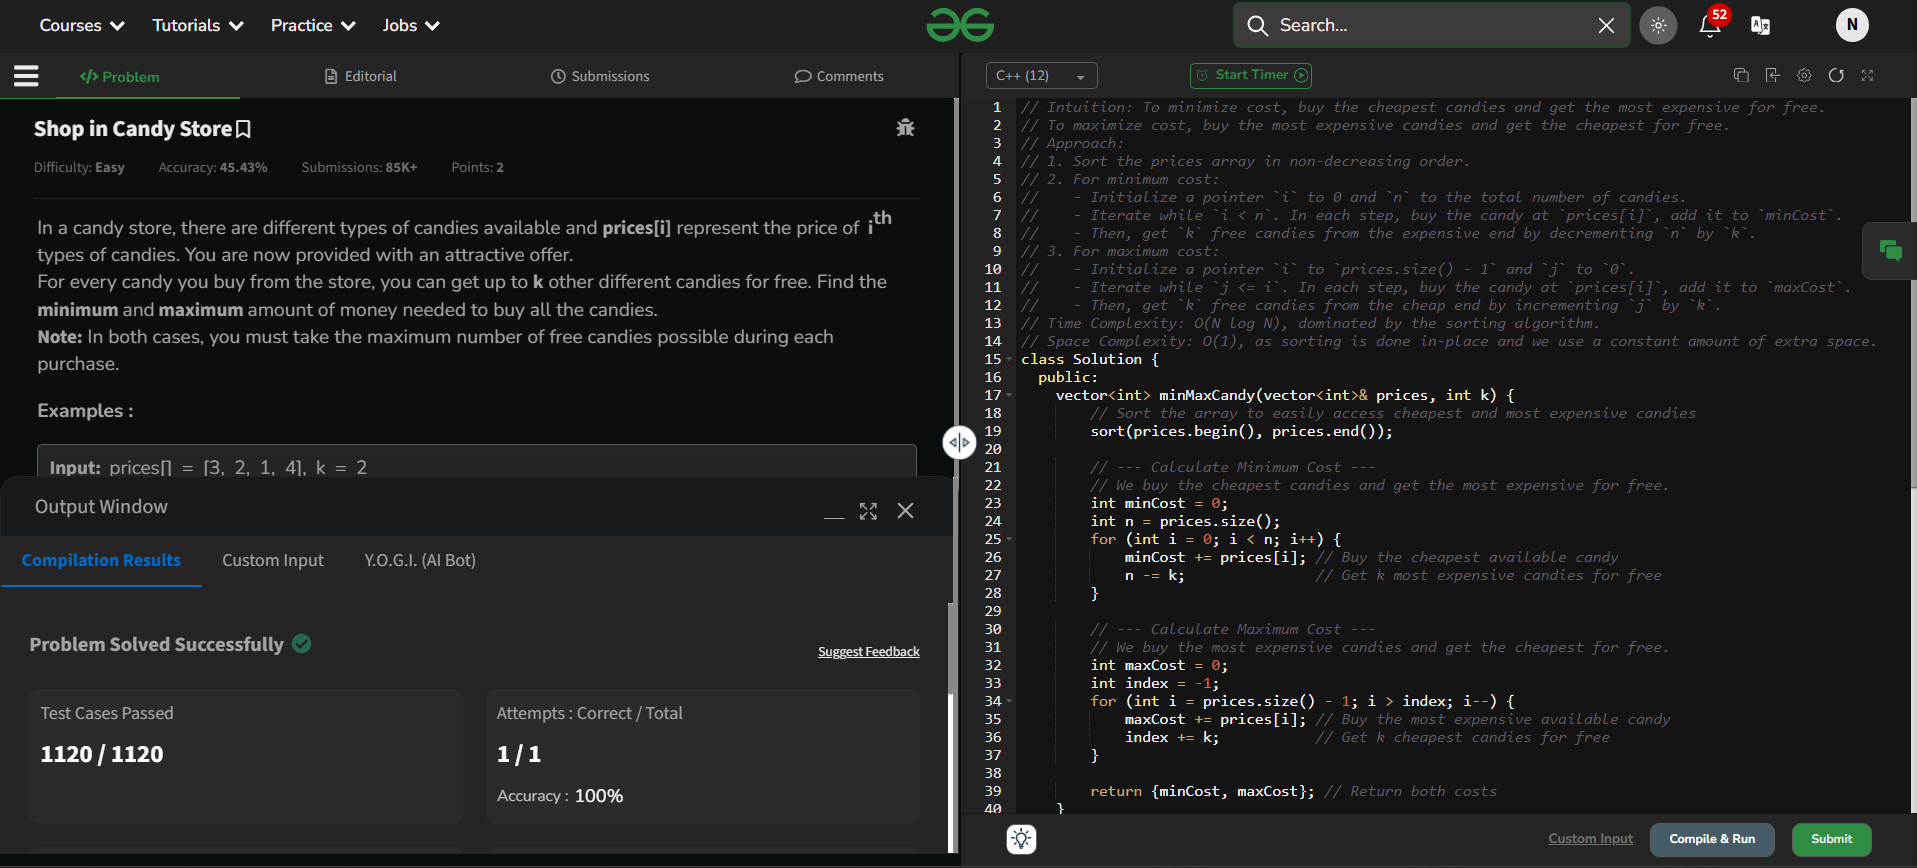 Courses Tutorials Practice Jobs Search... 52 N
Problem Editorial Submissions Comments
C++ (12) Start Timer
Shop in Candy Store
Difficulty: Easy Accuracy: 45.43% Submissions: 85K+ Points: 2
In a candy store, there are different types of candies available and prices[i] represent the price of ith
types of candies. You are now provided with an attractive offer.
For every candy you buy from the store, you can get up to k other different candies for free. Find the
minimum and maximum amount of money needed to buy all the candies.
Note: In both cases, you must take the maximum number of free candies possible during each
purchase.
Examples :
Input: prices[] = [3, 2, 1, 4], k = 2
Output Window
Compilation Results Custom Input Y.O.G.I. (AI Bot)
Problem Solved Successfully
Suggest Feedback
Test Cases Passed
1120 / 1120
Attempts : Correct / Total
1 / 1
Accuracy : 100%
1 // Intuition: To minimize cost, buy the cheapest candies and get the most expensive for free.
2 // To maximize cost, buy the most expensive candies and get the cheapest for free.
3 // Approach:
4 // 1. Sort the prices array in non-decreasing order.
5 // 2. For minimum cost:
6 //    - Initialize a pointer `i` to 0 and `n` to the total number of candies.
7 //    - Iterate while `i < n`. In each step, buy the candy at `prices[i]`, add it to `minCost`.
8 //    - Then, get `k` free candies from the expensive end by decrementing `n` by `k`.
9 // 3. For maximum cost:
10 //    - Initialize a pointer `i` to `prices.size() - 1` and `j` to `0`.
11 //    - Iterate while `j <= i`. In each step, buy the candy at `prices[i]`, add it to `maxCost`.
12 //    - Then, get `k` free candies from the cheap end by incrementing `j` by `k`.
13 // Time Complexity: O(N log N), dominated by the sorting algorithm.
14 // Space Complexity: O(1), as sorting is done in-place and we use a constant amount of extra space.
15 class Solution {
16   public:
17     vector<int> minMaxCandy(vector<int>& prices, int k) {
18         // Sort the array to easily access cheapest and most expensive candies
19         sort(prices.begin(), prices.end());
20
21         // --- Calculate Minimum Cost ---
22         // We buy the cheapest candies and get the most expensive for free.
23         int minCost = 0;
24         int n = prices.size();
25         for (int i = 0; i < n; i++) {
26             minCost += prices[i]; // Buy the cheapest available candy
27             n -= k;               // Get k most expensive candies for free
28         }
29
30         // --- Calculate Maximum Cost ---
31         // We buy the most expensive candies and get the cheapest for free.
32         int maxCost = 0;
33         int index = -1;
34         for (int i = prices.size() - 1; i > index; i--) {
35             maxCost += prices[i]; // Buy the most expensive available candy
36             index += k;           // Get k cheapest candies for free
37         }
38
39         return {minCost, maxCost}; // Return both costs
40     }
Custom Input Compile & Run Submit